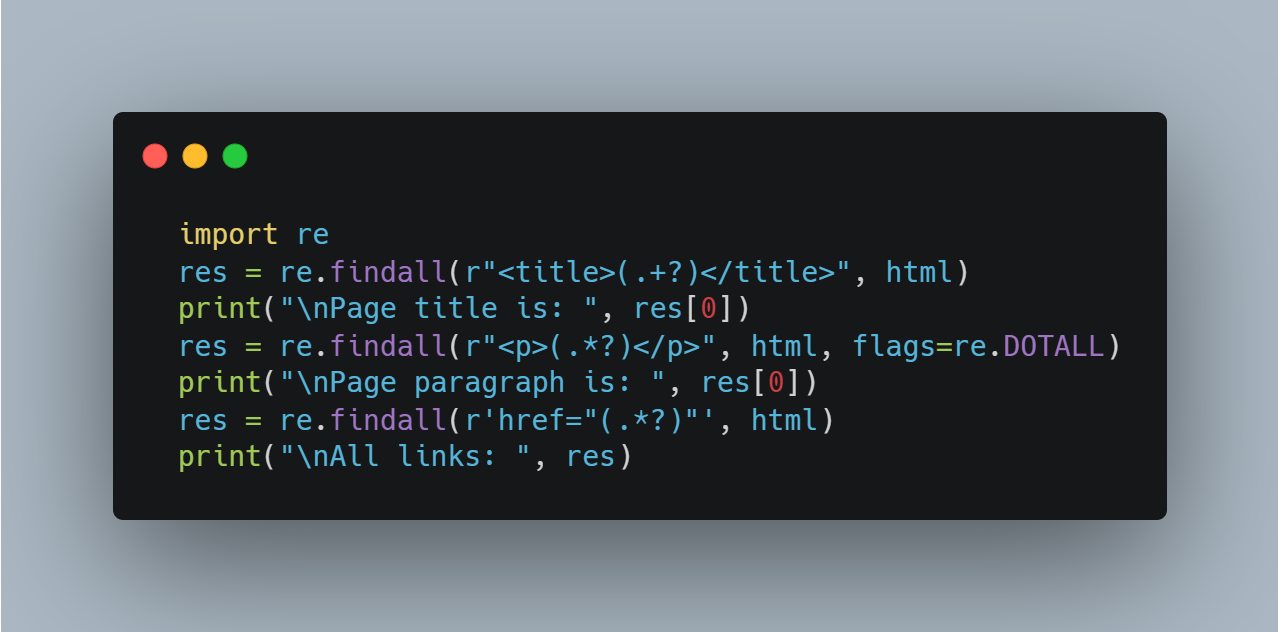 import re
res = re.findall(r"<title>(.+?)</title>", html)
print("\nPage title is: ", res[0])
res = re.findall(r"<p>(.*?)</p>", html, flags=re.DOTALL)
print("\nPage paragraph is: ", res[0])
res = re.findall(r'href="(.*?)"', html)
print("\nAll links: ", res)